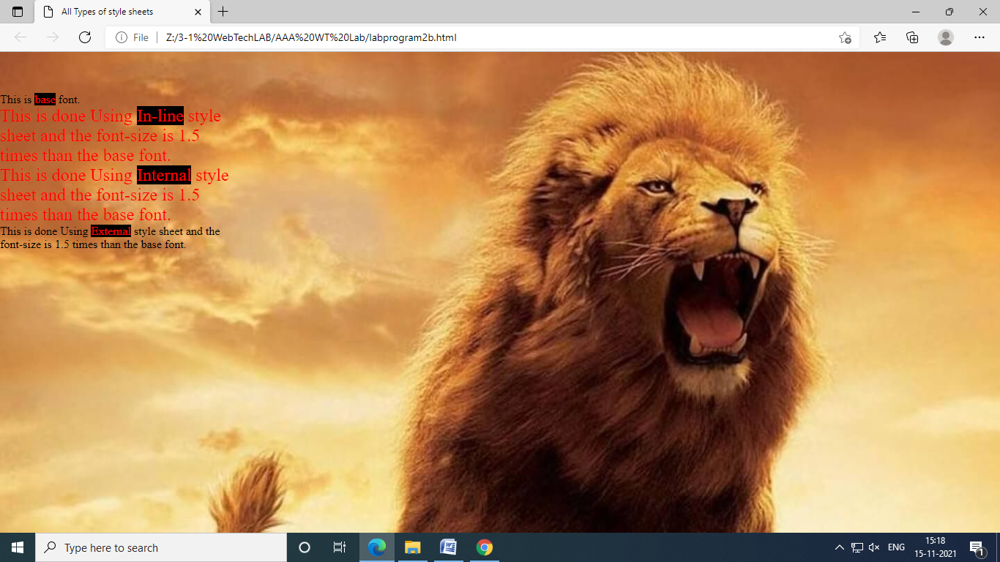 All Types of style sheets
File
Z:/3-1%20WebTechLAB/AAA%20WT%20Lab/labprogram2b.html
This is base font.
This is done Using In-line style
sheet and the font-size is 1.5
times than the base font.
This is done Using Internal style
sheet and the font-size is 1.5
times than the base font.
This is done Using External style sheet and the
font-size is 1.5 times than the base font.
Type here to search
W
ENG
15:18
15-11-2021
1